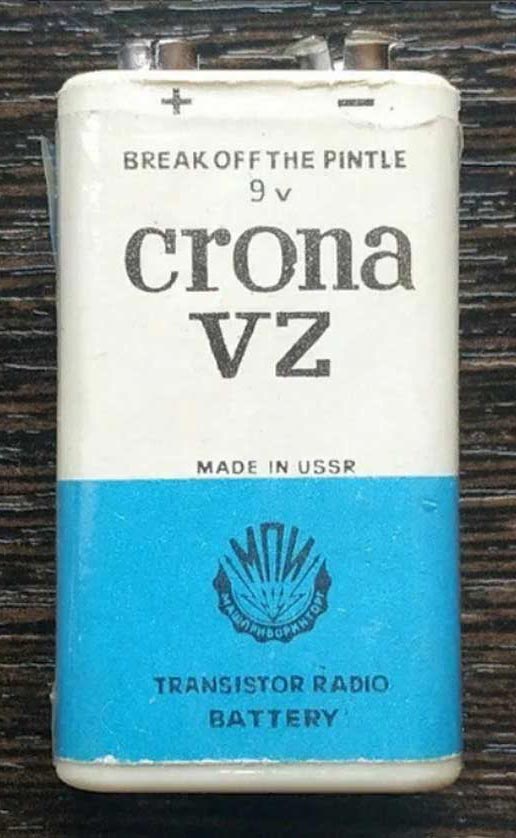 + −
BREAK OFF THE PINTLE
9 v
crona
VZ
MADE IN USSR
МПИ
МАШПРИБОРИНТОРГ
TRANSISTOR RADIO
BATTERY